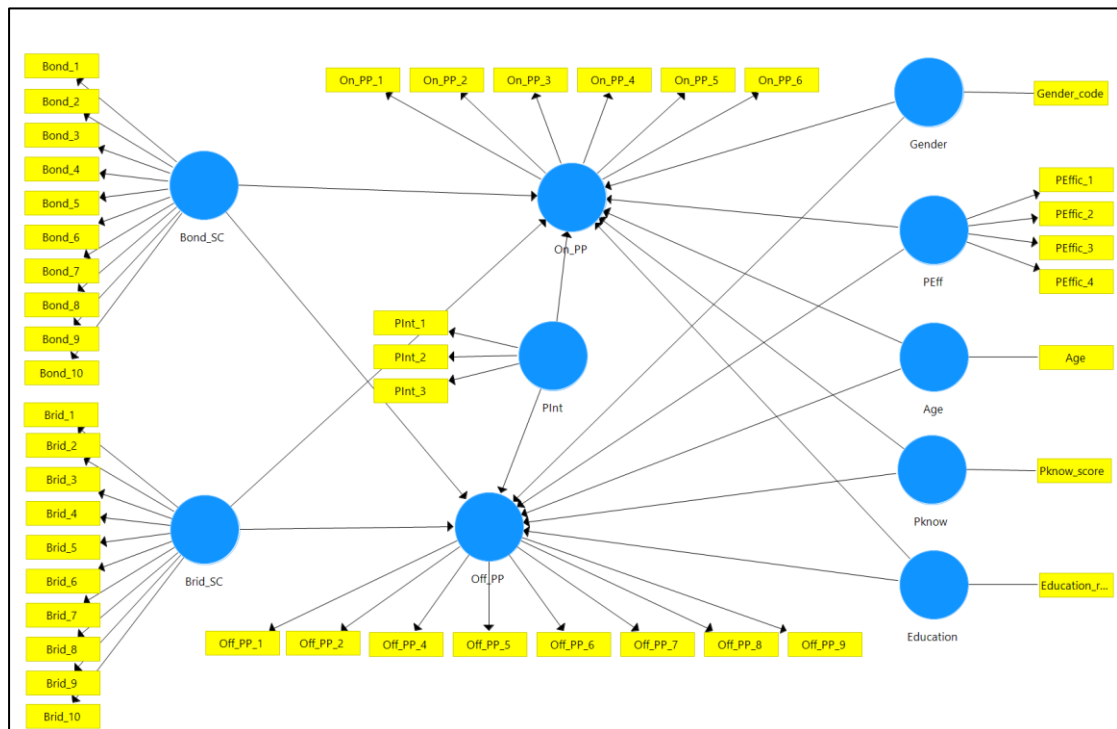 Bond_1
Bond_2
Bond_3
Bond_4
Bond_5
Bond_6
Bond_7
Bond_8
Bond_9
Bond_10
Bond_SC
On_PP_1
On_PP_2
On_PP_3
On_PP_4
On_PP_5
On_PP_6
On_PP
Gender_code
Gender
PEffic_1
PEffic_2
PEffic_3
PEffic_4
PEff
PInt_1
PInt_2
PInt_3
PInt
Age
Age
Brid_1
Brid_2
Brid_3
Brid_4
Brid_5
Brid_6
Brid_7
Brid_8
Brid_9
Brid_10
Brid_SC
Pknow_score
Pknow
Off_PP
Education_r...
Education
Off_PP_1
Off_PP_2
Off_PP_4
Off_PP_5
Off_PP_6
Off_PP_7
Off_PP_8
Off_PP_9